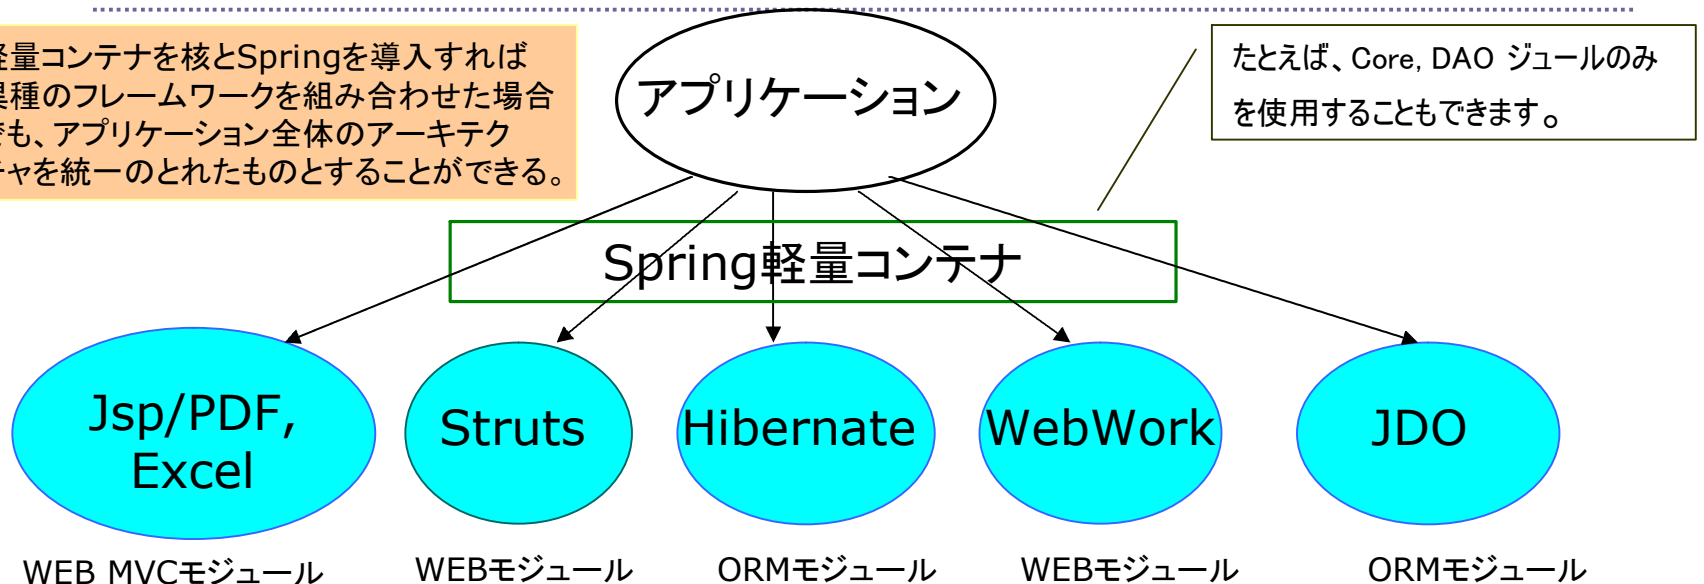 軽量コンテナを核とSpringを導入すれば
異種のフレームワークを組み合わせた場合
でも、アプリケーション全体のアーキテク
チャを統一のとれたものとすることができる。
アプリケーション
たとえば、Core, DAO ジュールのみ
を使用することもできます。
Spring軽量コンテナ
Jsp/PDF,
Excel
Struts
Hibernate
WebWork
JDO
WEB MVCモジュール
WEBモジュール
ORMモジュール
WEBモジュール
ORMモジュール